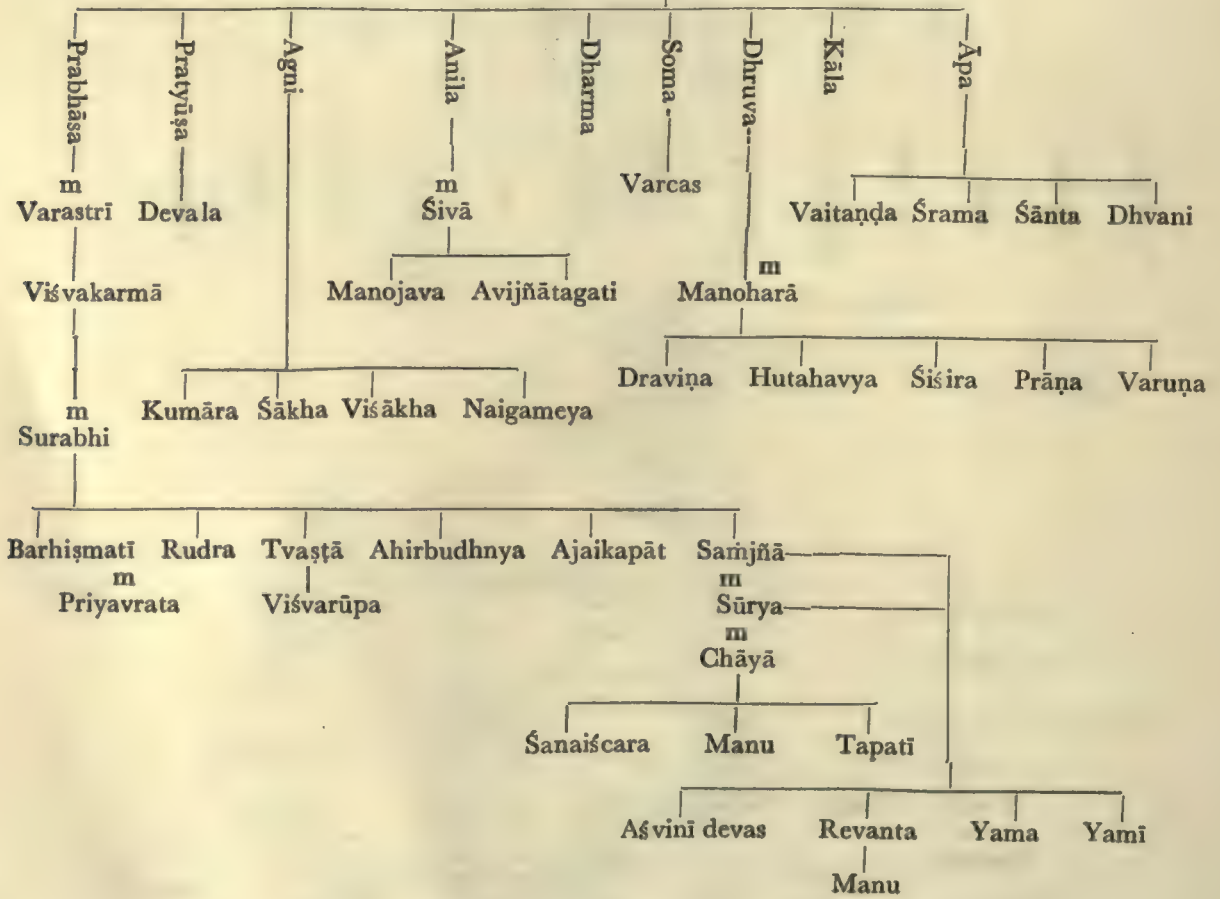 Prabhāsa Pratyūṣa Agni Anila Dharma Soma Dhruva Kāla Āpa
m m
Varastrī Devala Śivā Varcas Vaitaṇḍa Śrama Śānta Dhvani
m
Viśvakarmā Manojava Avijñātagati Manoharā
Draviṇa Hutahavya Śiśira Prāṇa Varuṇa
m Kumāra Śākha Viśākha Naigameya
Surabhi
Barhiṣmatī Rudra Tvaṣṭā Ahirbudhnya Ajaikapāt Saṁjñā
m m
Priyavrata Viśvarūpa Sūrya
m
Chāyā
Śanaiścara Manu Tapatī
Aśvinī devas Revanta Yama Yamī
Manu